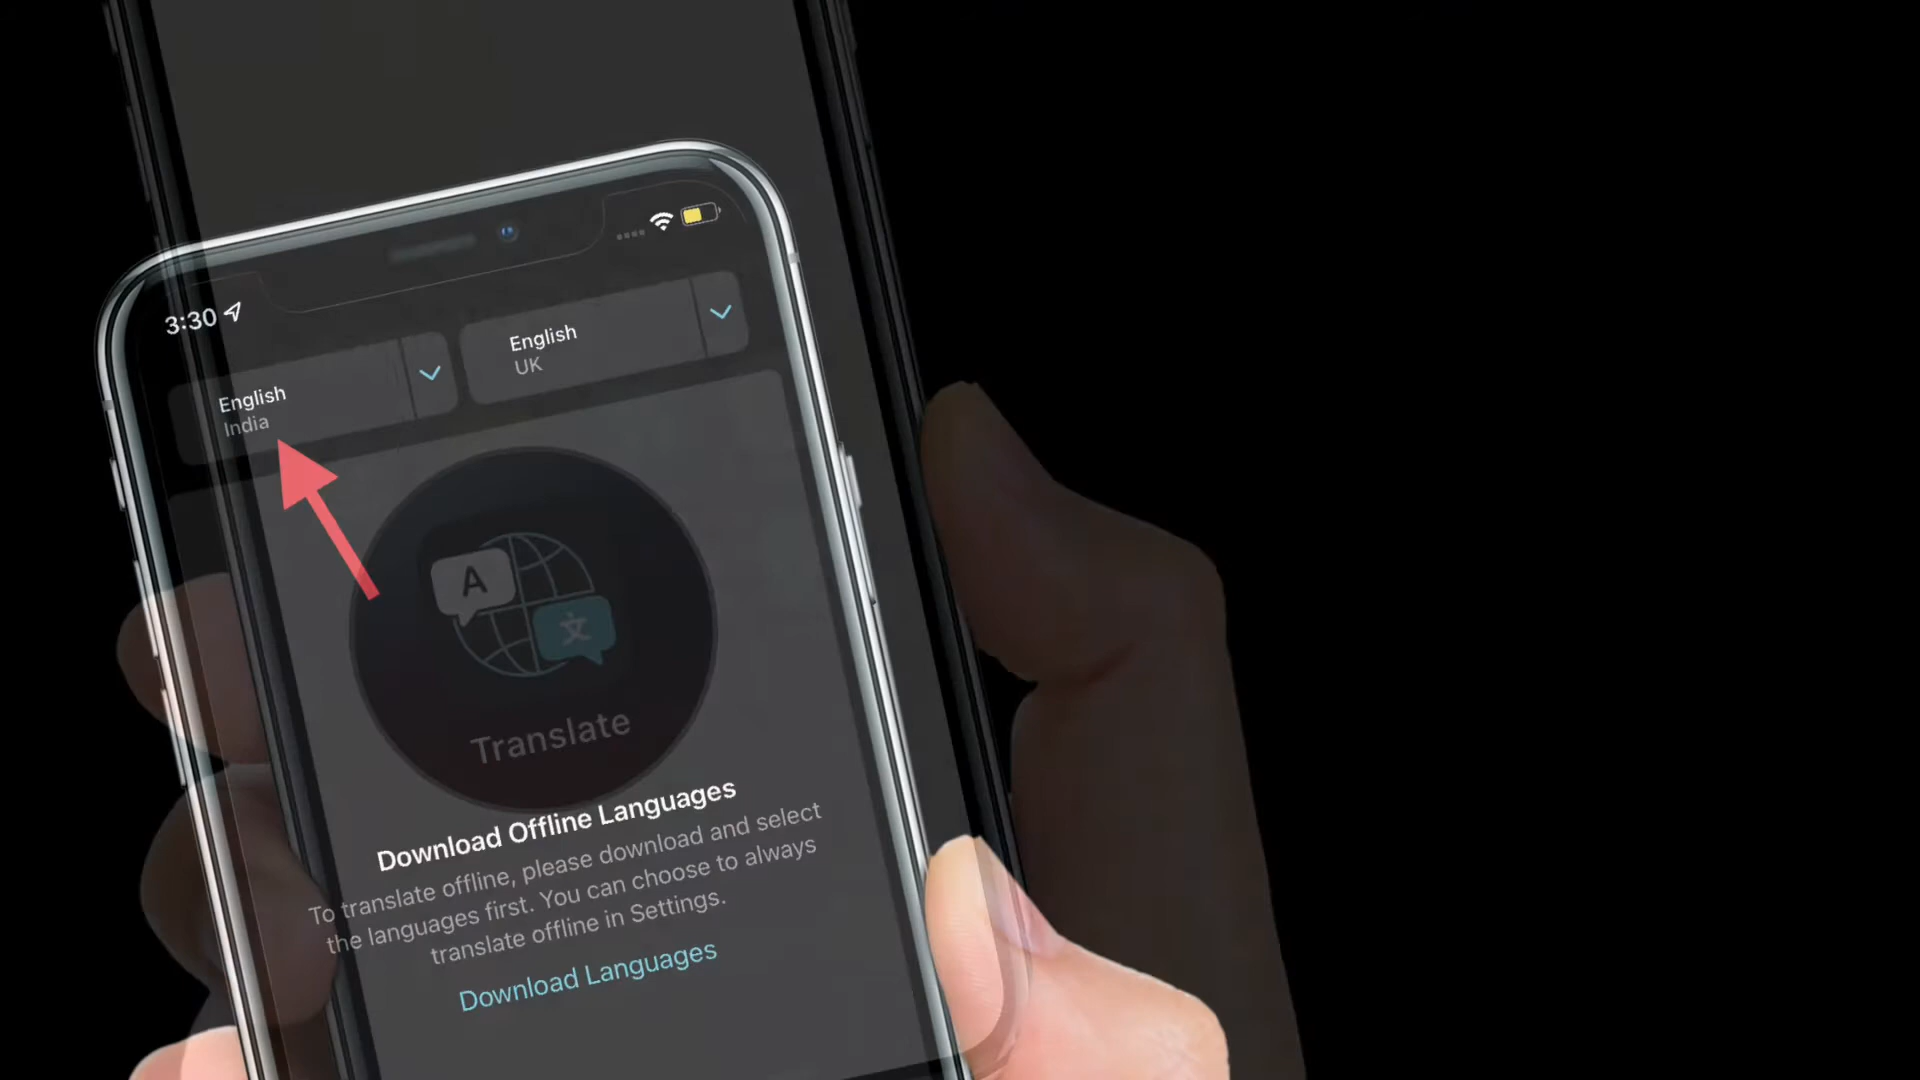 3:30
English
India
English
UK
A
文
Translate
Download Offline Languages
To translate offline, please download and select
the languages first. You can choose to always
translate offline in Settings.
Download Languages